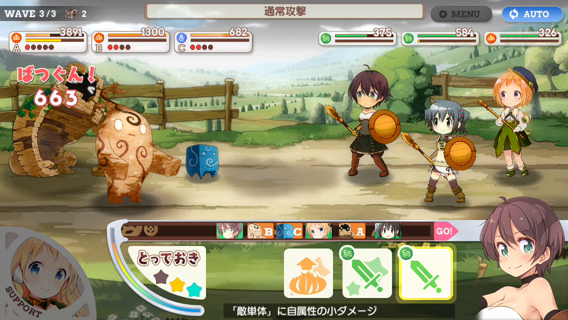 WAVE 3/3 2
通常攻撃
MENU
AUTO
A 3891
B 1300
C 682
375
584
326
ばつぐん!
663
B C A GO!
とっておき
SUPPORT
「敵単体」に自属性の小ダメージ